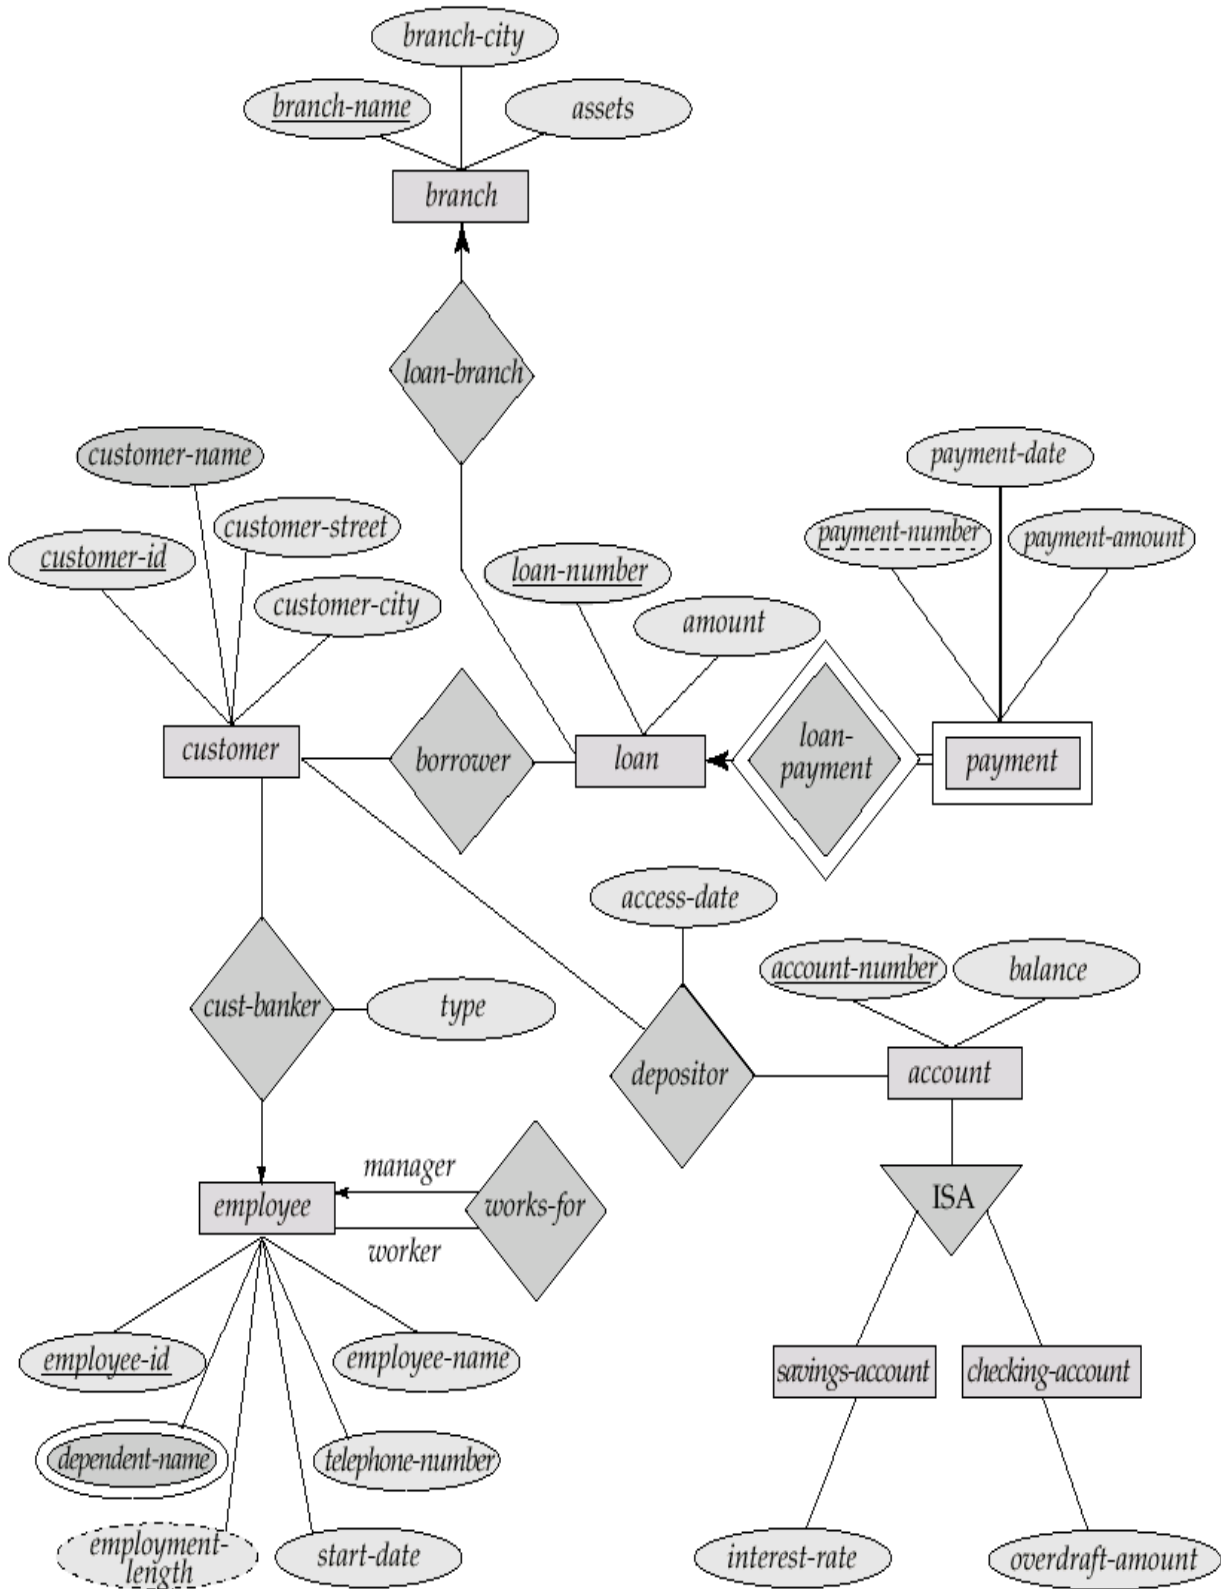 branch-city
branch-name
assets
branch
loan-branch
customer-name
payment-date
customer-street
payment-number
payment-amount
customer-id
loan-number
customer-city
amount
customer
borrower
loan
loan-
payment
payment
access-date
account-number
balance
cust-banker
type
depositor
account
manager
employee
works-for
ISA
worker
employee-id
employee-name
savings-account
checking-account
dependent-name
telephone-number
employment-
length
start-date
interest-rate
overdraft-amount